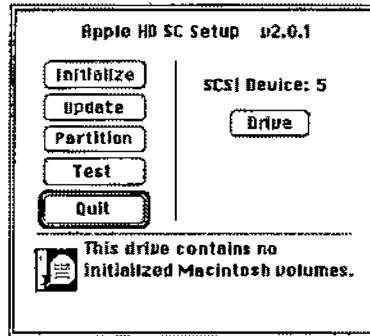 Apple HD SC Setup v2.0.1
Initialize
Update
Partition
Test
Quit
SCSI Device: 5
Drive
This drive contains no
initialized Macintosh volumes.